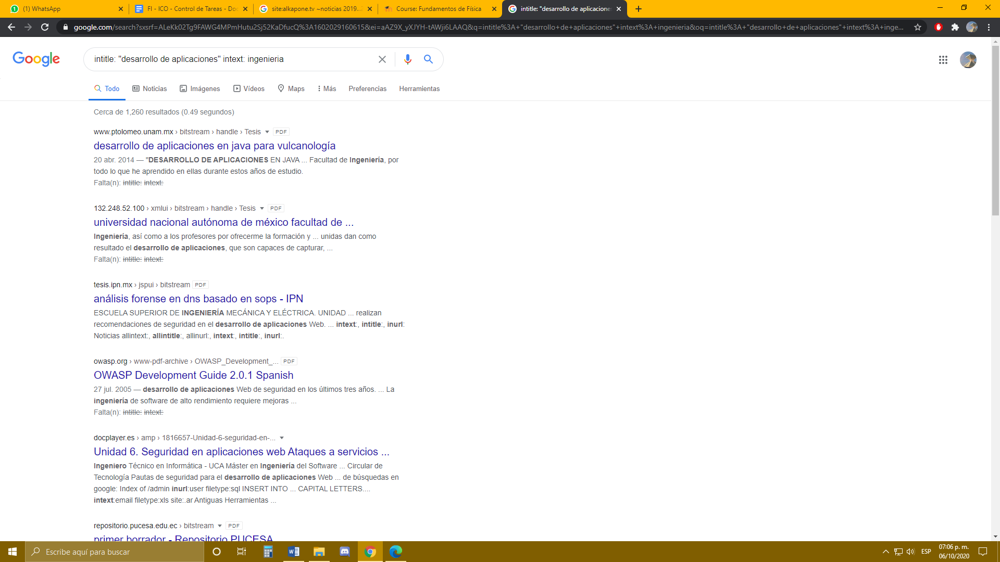 (1) WhatsApp
FI - ICO - Control de Tareas - Doc
site:alkapone.tv ~noticias 2019...2
Course: Fundamentos de Física
intitle: "desarrollo de aplicaciones
google.com/search?sxsrf=ALeKk02Tg9FAWG4MPmHutu2Sj52KaDfucQ%3A1602029160615&ei=aAZ9X_yXJYH-tAWji6LAAQ&q=intitle%3A+"desarrollo+de+aplicaciones"+intext%3A+ingenieria&oq=intitle%3A+"desarrollo+de+aplicaciones"+intext%3A+inge...
Google
intitle: "desarrollo de aplicaciones" intext: ingenieria
Todo Noticias Imágenes Vídeos Maps Más Preferencias Herramientas
Cerca de 1,260 resultados (0.49 segundos)
www.ptolomeo.unam.mx › bitstream › handle › Tesis PDF
desarrollo de aplicaciones en java para vulcanología
20 abr. 2014 — "DESARROLLO DE APLICACIONES EN JAVA ... Facultad de Ingeniería, por
todo lo que he aprendido en ellas durante estos años de estudio.
Falta(n): intitle: intext:
132.248.52.100 › xmlui › bitstream › handle › Tesis PDF
universidad nacional autónoma de méxico facultad de ...
Ingeniería, así como a los profesores por ofrecerme la formación y ... unidas dan como
resultado el desarrollo de aplicaciones, que son capaces de capturar, ...
Falta(n): intitle: intext:
tesis.ipn.mx › jspui › bitstream PDF
análisis forense en dns basado en sops - IPN
ESCUELA SUPERIOR DE INGENIERÍA MECÁNICA Y ELÉCTRICA. UNIDAD ... realizan
recomendaciones de seguridad en el desarrollo de aplicaciones Web. ... intext:, intitle:, inurl:
Noticias allintext:, allintitle:, allinurl:, intext:, intitle:, inurl:.
owasp.org › www-pdf-archive › OWASP_Development_... PDF
OWASP Development Guide 2.0.1 Spanish
27 jul. 2005 — desarrollo de aplicaciones Web de seguridad en los últimos tres años. ... La
ingeniería de software de alto rendimiento requiere mejoras ...
Falta(n): intitle: intext:
docplayer.es › amp › 1816657-Unidad-6-seguridad-en-...
Unidad 6. Seguridad en aplicaciones web Ataques a servicios ...
Ingeniero Técnico en Informática - UCA Máster en Ingeniería del Software ... Circular de
Tecnología Pautas de seguridad para el desarrollo de aplicaciones Web ... de búsquedas en
google: Index of /admin inurl:user filetype:sql INSERT INTO ... CAPITAL LETTERS....
intext:email filetype:xls site:.ar Antiguas Herramientas ...
repositorio.pucesa.edu.ec › bitstream PDF
primer borrador - Repositorio PUCESA
Escribe aquí para buscar
ESP
07:06 p. m.
06/10/2020